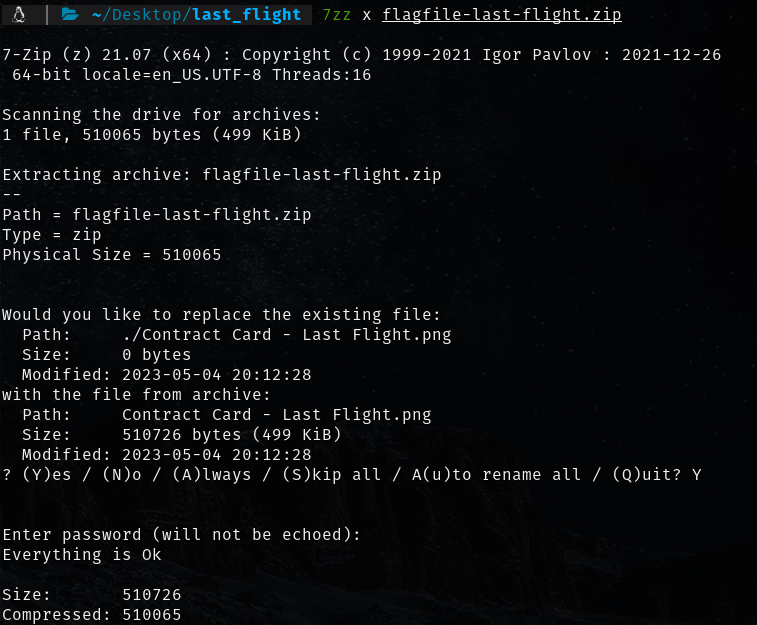 ~/Desktop/last_flight 7zz x flagfile-last-flight.zip
7-Zip (z) 21.07 (x64) : Copyright (c) 1999-2021 Igor Pavlov : 2021-12-26
64-bit locale=en_US.UTF-8 Threads:16
Scanning the drive for archives:
1 file, 510065 bytes (499 KiB)
Extracting archive: flagfile-last-flight.zip
--
Path = flagfile-last-flight.zip
Type = zip
Physical Size = 510065
Would you like to replace the existing file:
Path:     ./Contract Card - Last Flight.png
Size:     0 bytes
Modified: 2023-05-04 20:12:28
with the file from archive:
Path:     Contract Card - Last Flight.png
Size:     510726 bytes (499 KiB)
Modified: 2023-05-04 20:12:28
? (Y)es / (N)o / (A)lways / (S)kip all / A(u)to rename all / (Q)uit? Y
Enter password (will not be echoed):
Everything is Ok
Size:       510726
Compressed: 510065